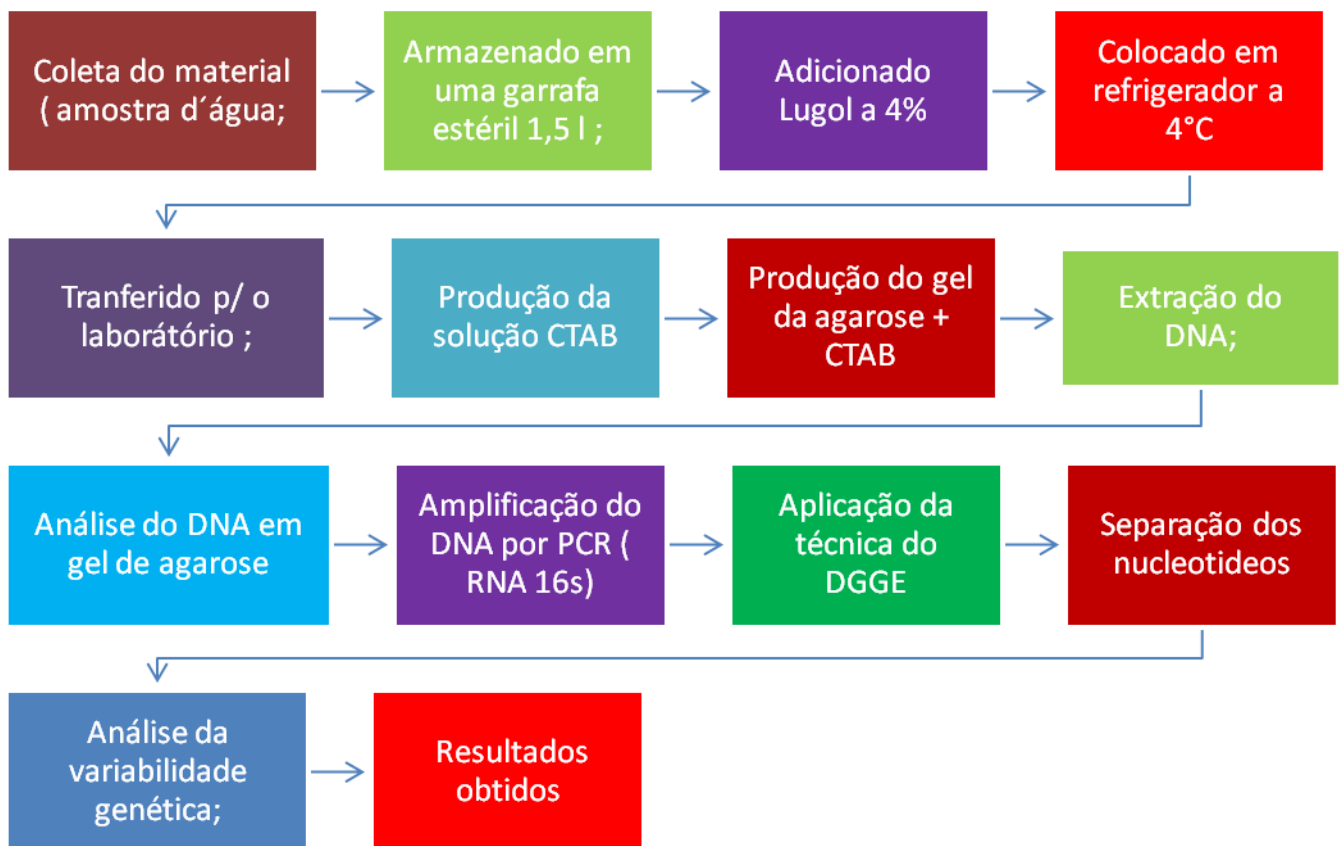 Coleta do material
( amostra d´água;
Armazenado em
uma garrafa
estéril 1,5 l ;
Adicionado
Lugol a 4%
Colocado em
refrigerador a
4°C
Tranferido p/ o
laborátório ;
Produção da
solução CTAB
Produção do gel
da agarose +
CTAB
Extração do
DNA;
Análise do DNA em
gel de agarose
Amplificação do
DNA por PCR (
RNA 16s)
Aplicação da
técnica do
DGGE
Separação dos
nucleotideos
Análise da
variabilidade
genética;
Resultados
obtidos